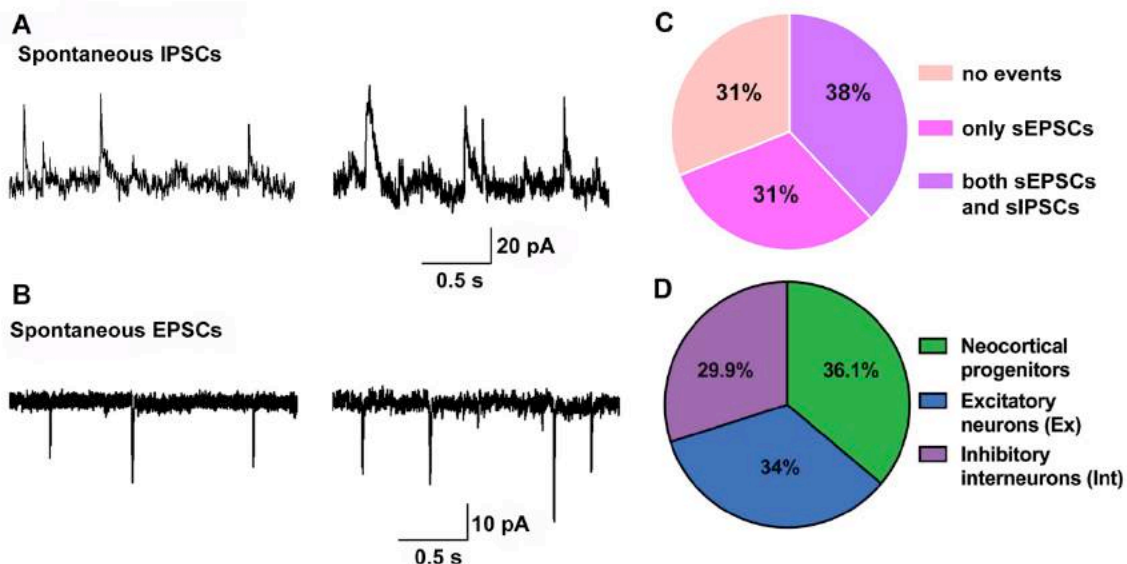 A
Spontaneous IPSCs
20 pA
0.5 s
B
Spontaneous EPSCs
10 pA
0.5 s
C
31%
38%
31%
no events
only sEPSCs
both sEPSCs
and sIPSCs
D
29.9%
36.1%
34%
Neocortical
progenitors
Excitatory
neurons (Ex)
Inhibitory
interneurons (Int)